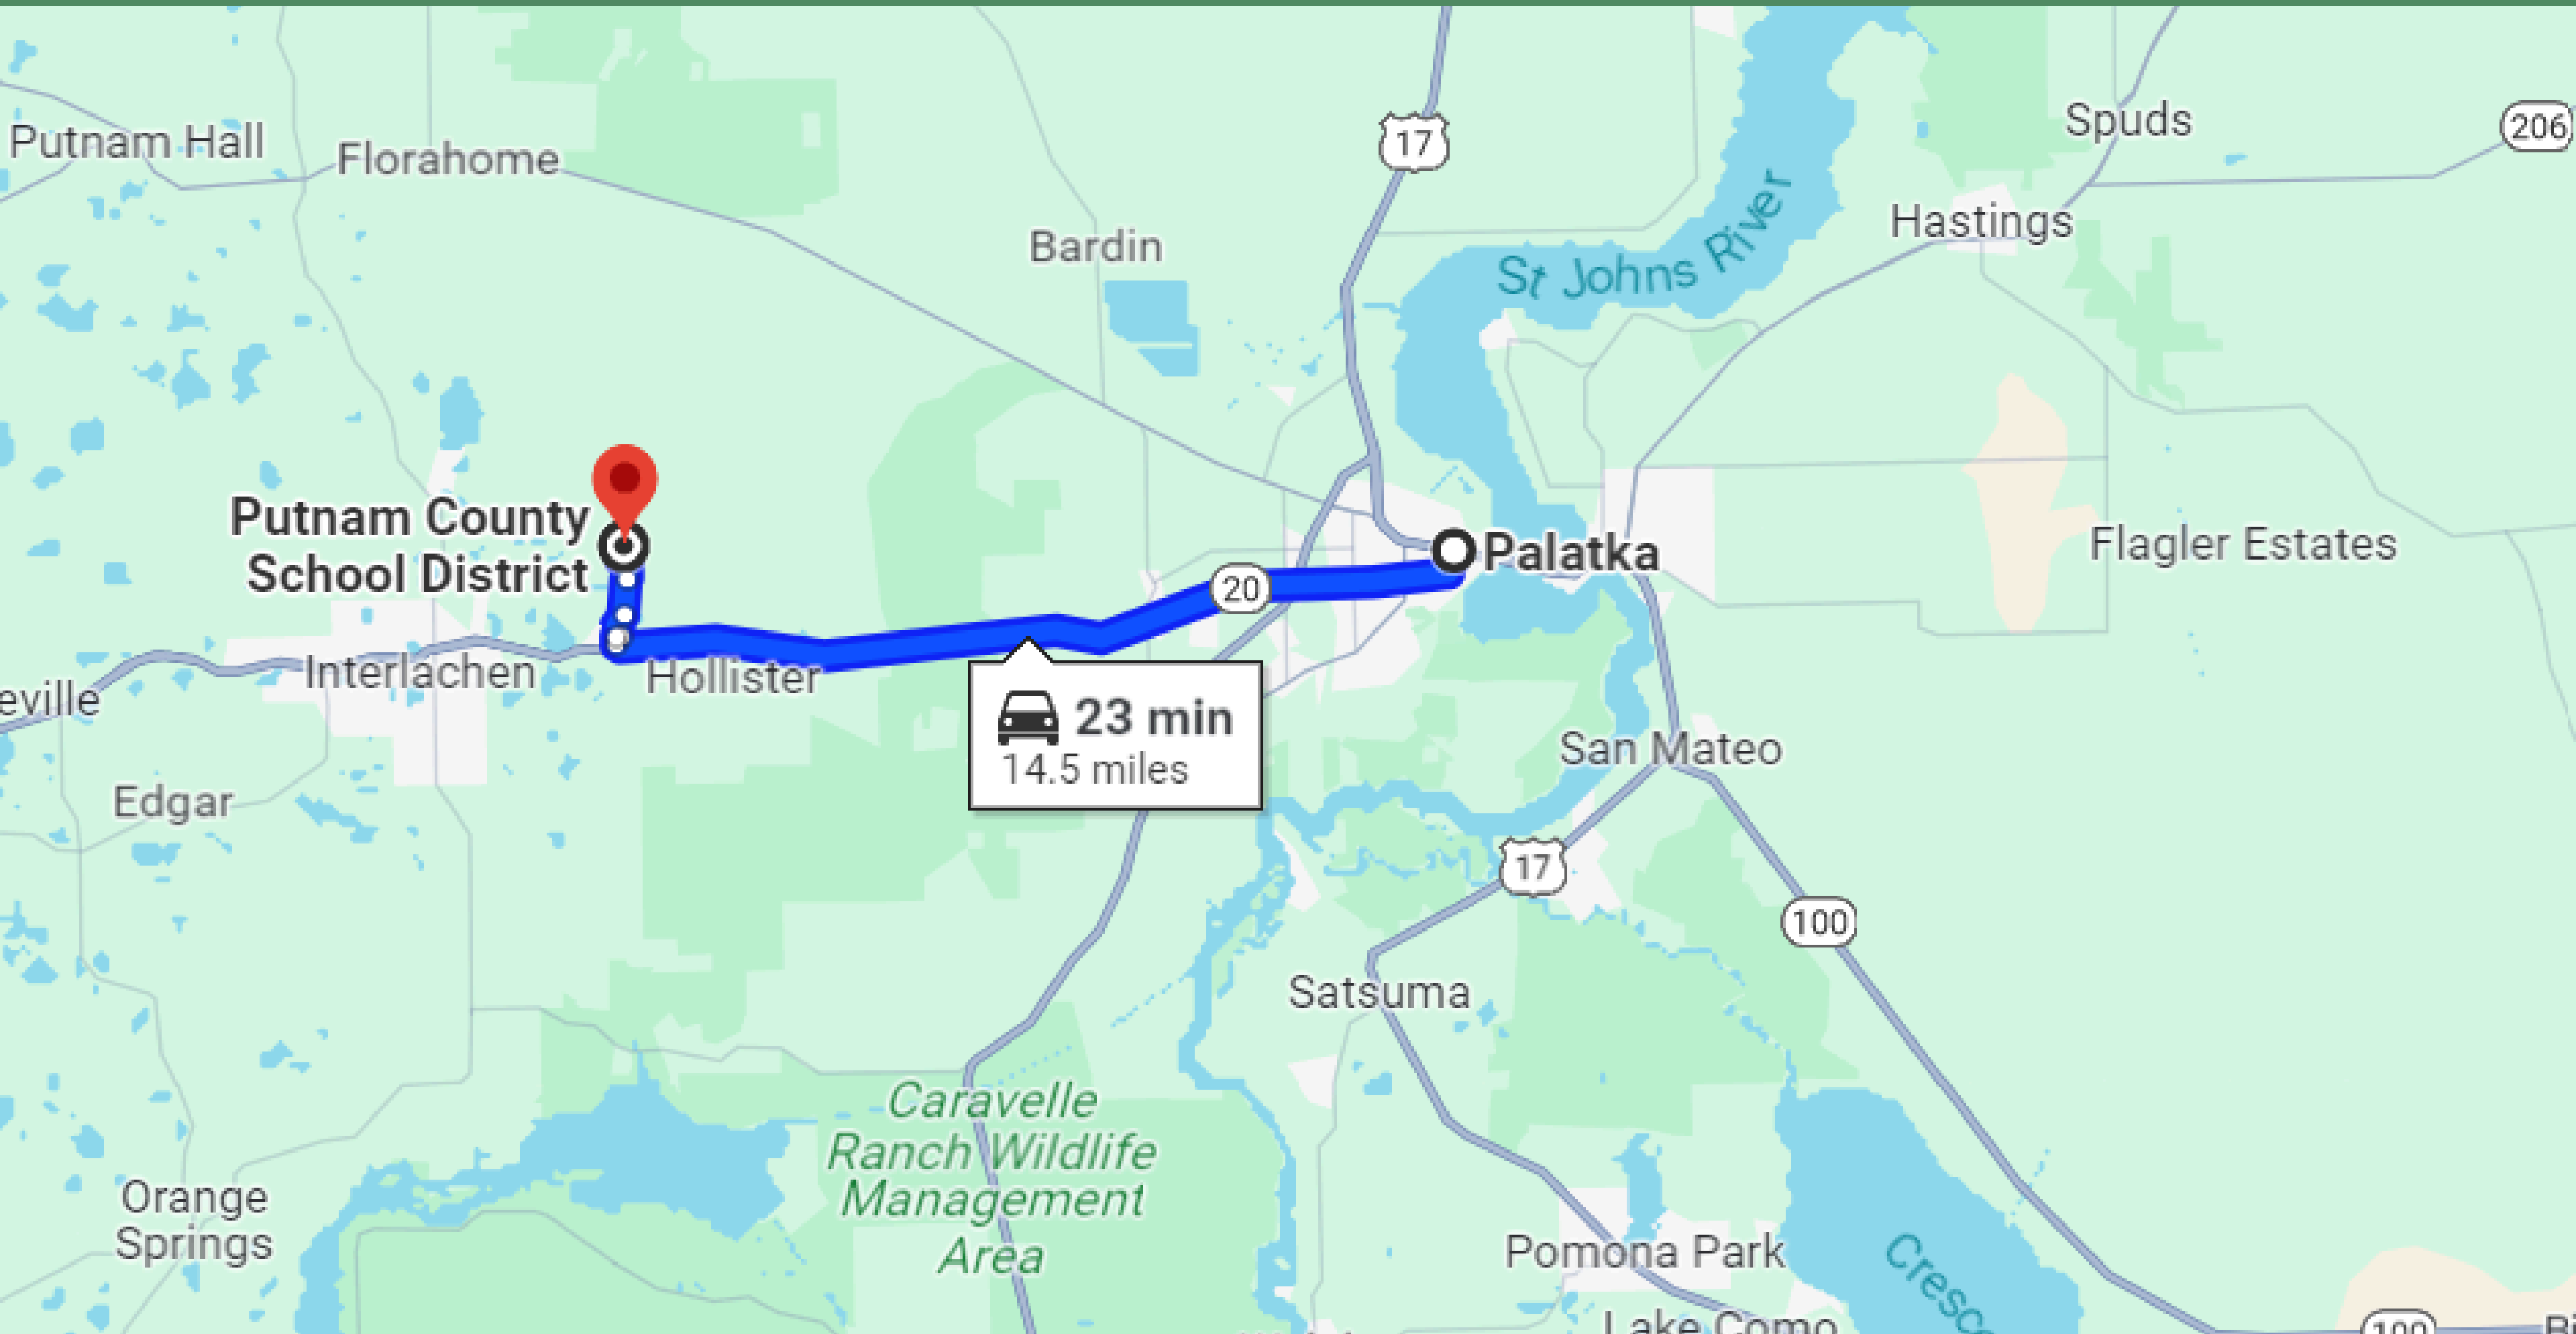 17
Spuds
206
Putnam Hall
Florahome
St Johns River
Hastings
Bardin
Putnam County
School District
20
Palatka
Flagler Estates
eville
Interlachen
Hollister
23 min
14.5 miles
San Mateo
Edgar
17
100
Satsuma
Caravelle
Ranch Wildlife
Management
Area
Orange
Springs
Pomona Park
Cresc
Lake Como
100